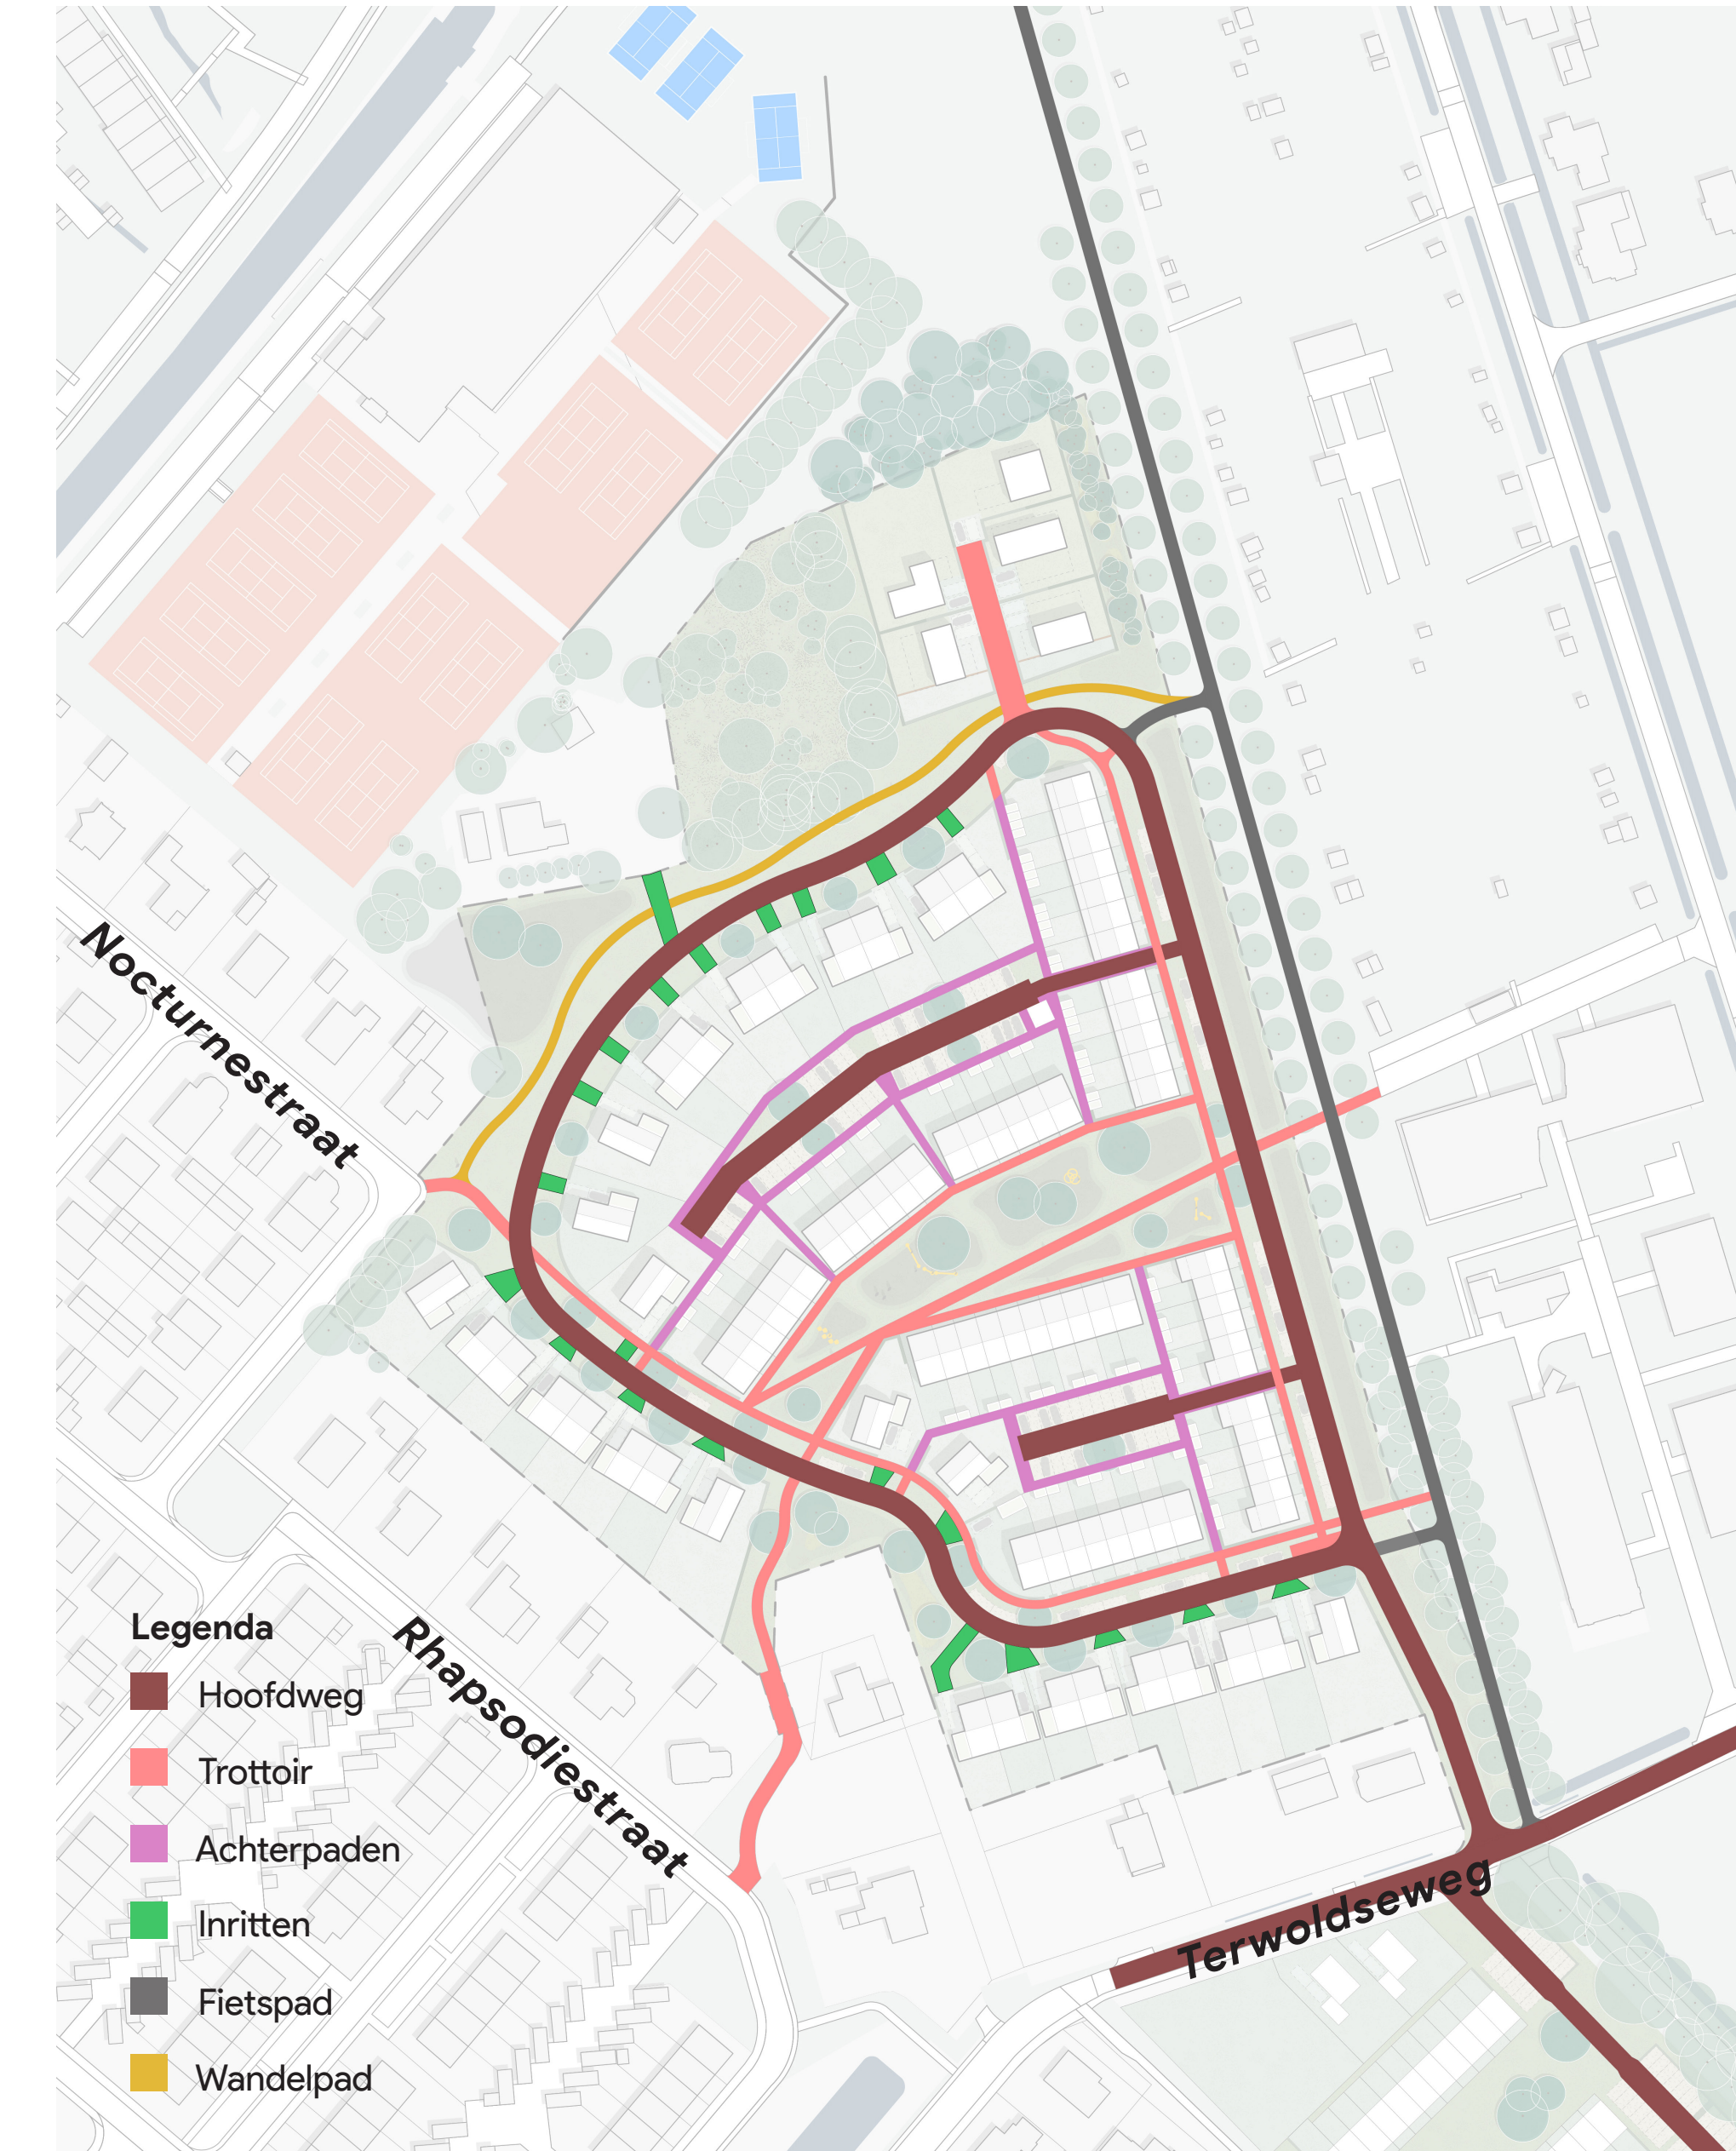 Nocturnestraat
Rhapsodiestraat
Terwoldseweg
Legenda
Hoofdweg
Trottoir
Achterpaden
Inritten
Fietspad
Wandelpad